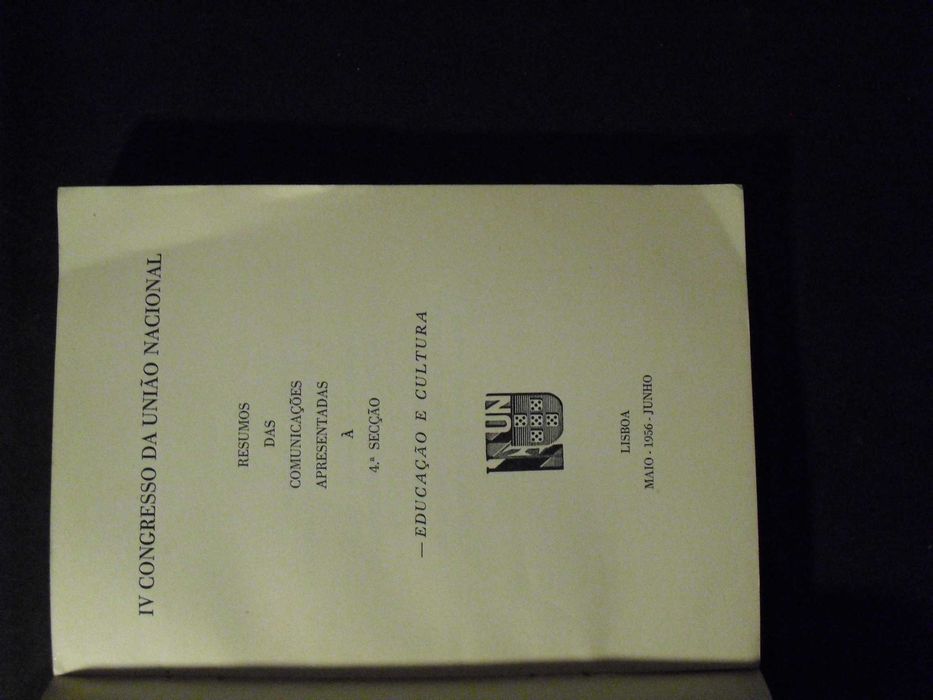 IV CONGRESSO DA UNIÃO NACIONAL
RESUMOS
DAS
COMUNICAÇÕES
APRESENTADAS
À
4.ª SECÇÃO
— EDUCAÇÃO E CULTURA
UN
LISBOA
MAIO - 1956 - JUNHO